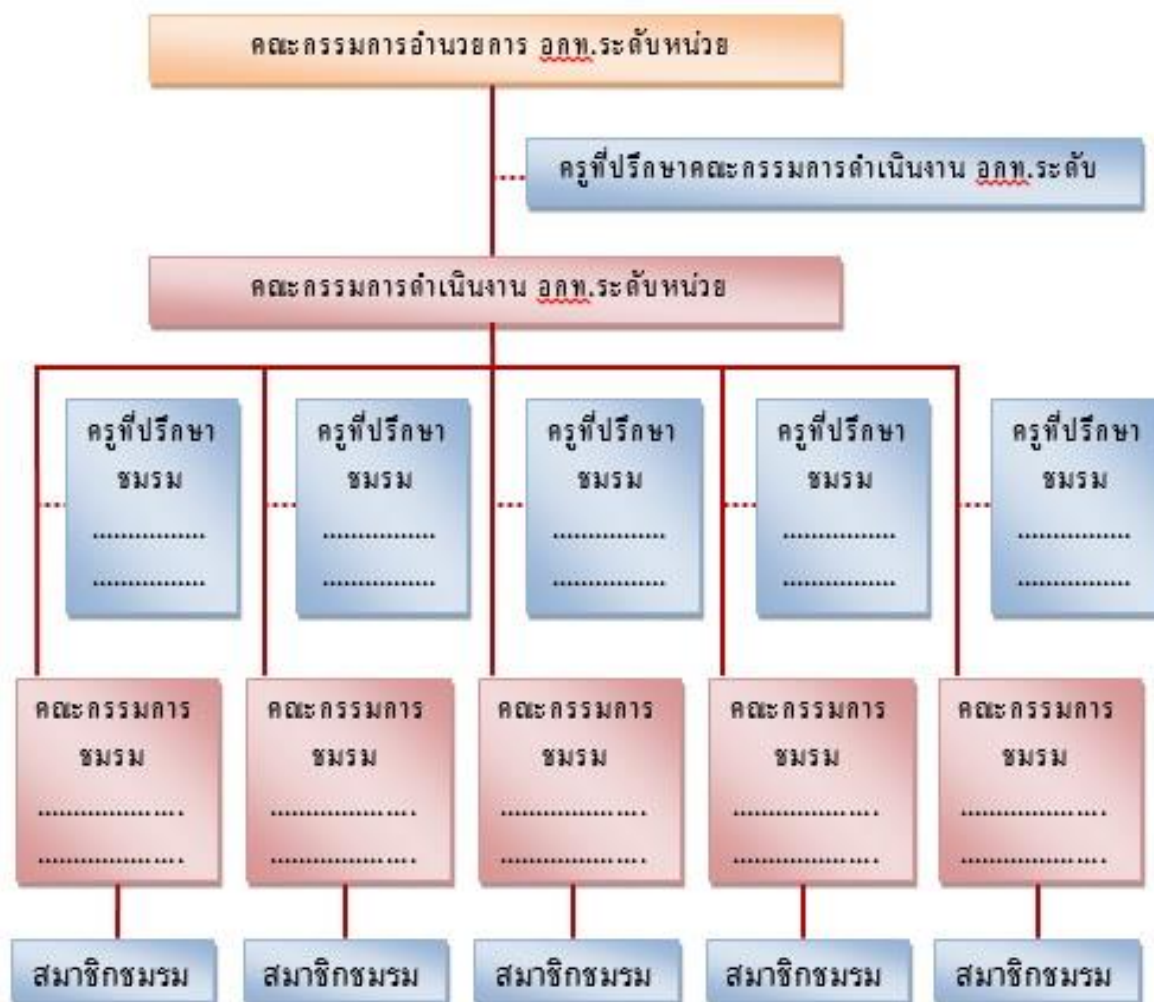 คณะกรรมการอำนวยการ อกท.ระดับหน่วย
ครูที่ปรึกษาคณะกรรมการดำเนินงาน อกท.ระดับ
คณะกรรมการดำเนินงาน อกท.ระดับหน่วย
ครูที่ปรึกษา
ชมรม
...............
...............
ครูที่ปรึกษา
ชมรม
...............
...............
ครูที่ปรึกษา
ชมรม
...............
...............
ครูที่ปรึกษา
ชมรม
...............
...............
ครูที่ปรึกษา
ชมรม
...............
...............
คณะกรรมการ
ชมรม
....................
....................
คณะกรรมการ
ชมรม
....................
....................
คณะกรรมการ
ชมรม
....................
....................
คณะกรรมการ
ชมรม
....................
....................
คณะกรรมการ
ชมรม
....................
....................
สมาชิกชมรม
สมาชิกชมรม
สมาชิกชมรม
สมาชิกชมรม
สมาชิกชมรม